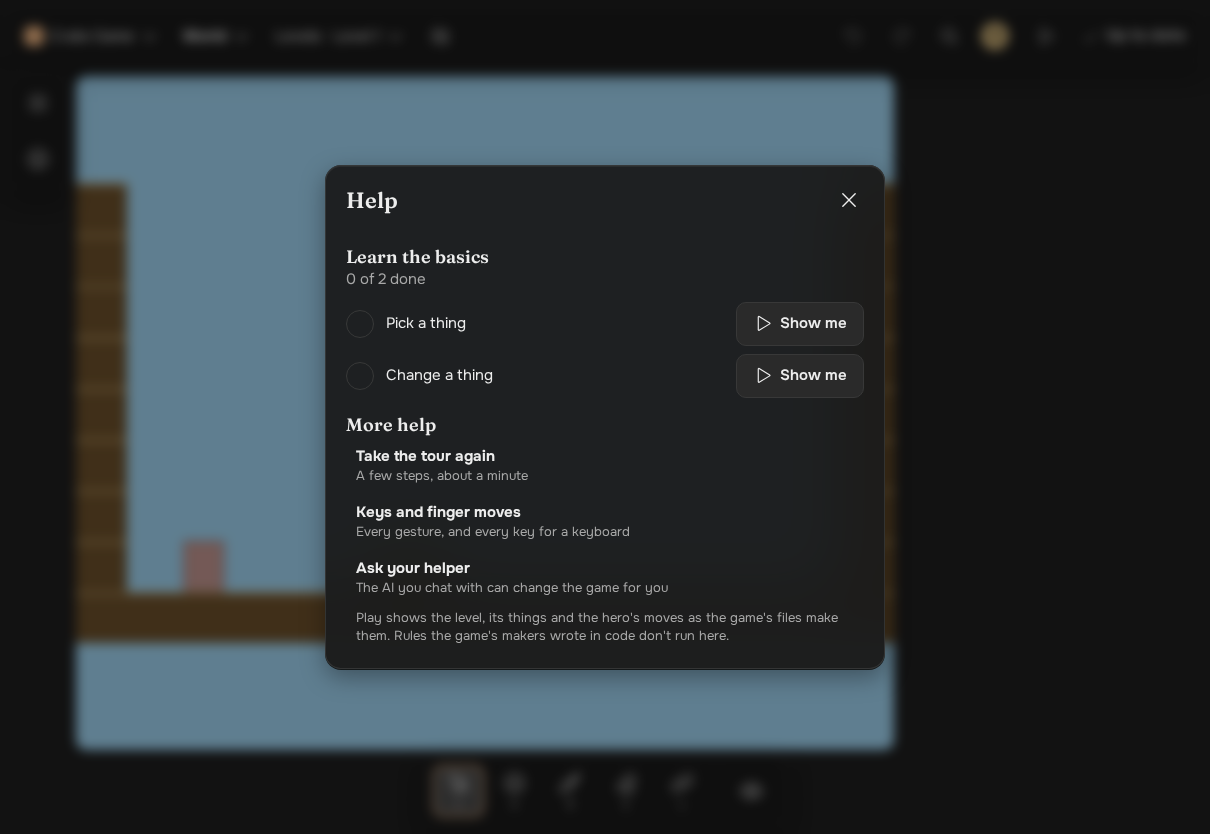 Help
Learn the basics
0 of 2 done
Pick a thing
Show me
Change a thing
Show me
More help
Take the tour again
A few steps, about a minute
Keys and finger moves
Every gesture, and every key for a keyboard
Ask your helper
The AI you chat with can change the game for you
Play shows the level, its things and the hero's moves as the game's files make
them. Rules the game's makers wrote in code don't run here.